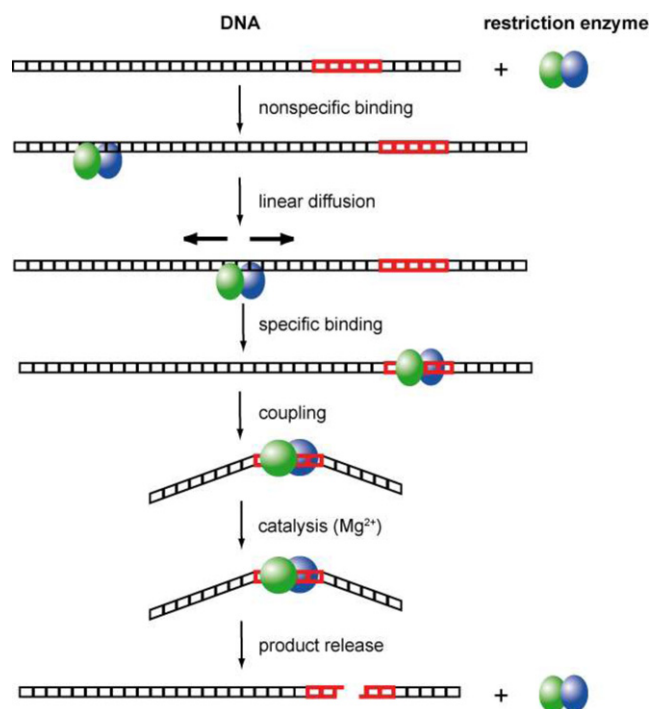 DNA
restriction enzyme
+
nonspecific binding
linear diffusion
specific binding
coupling
catalysis (Mg²⁺)
product release
+